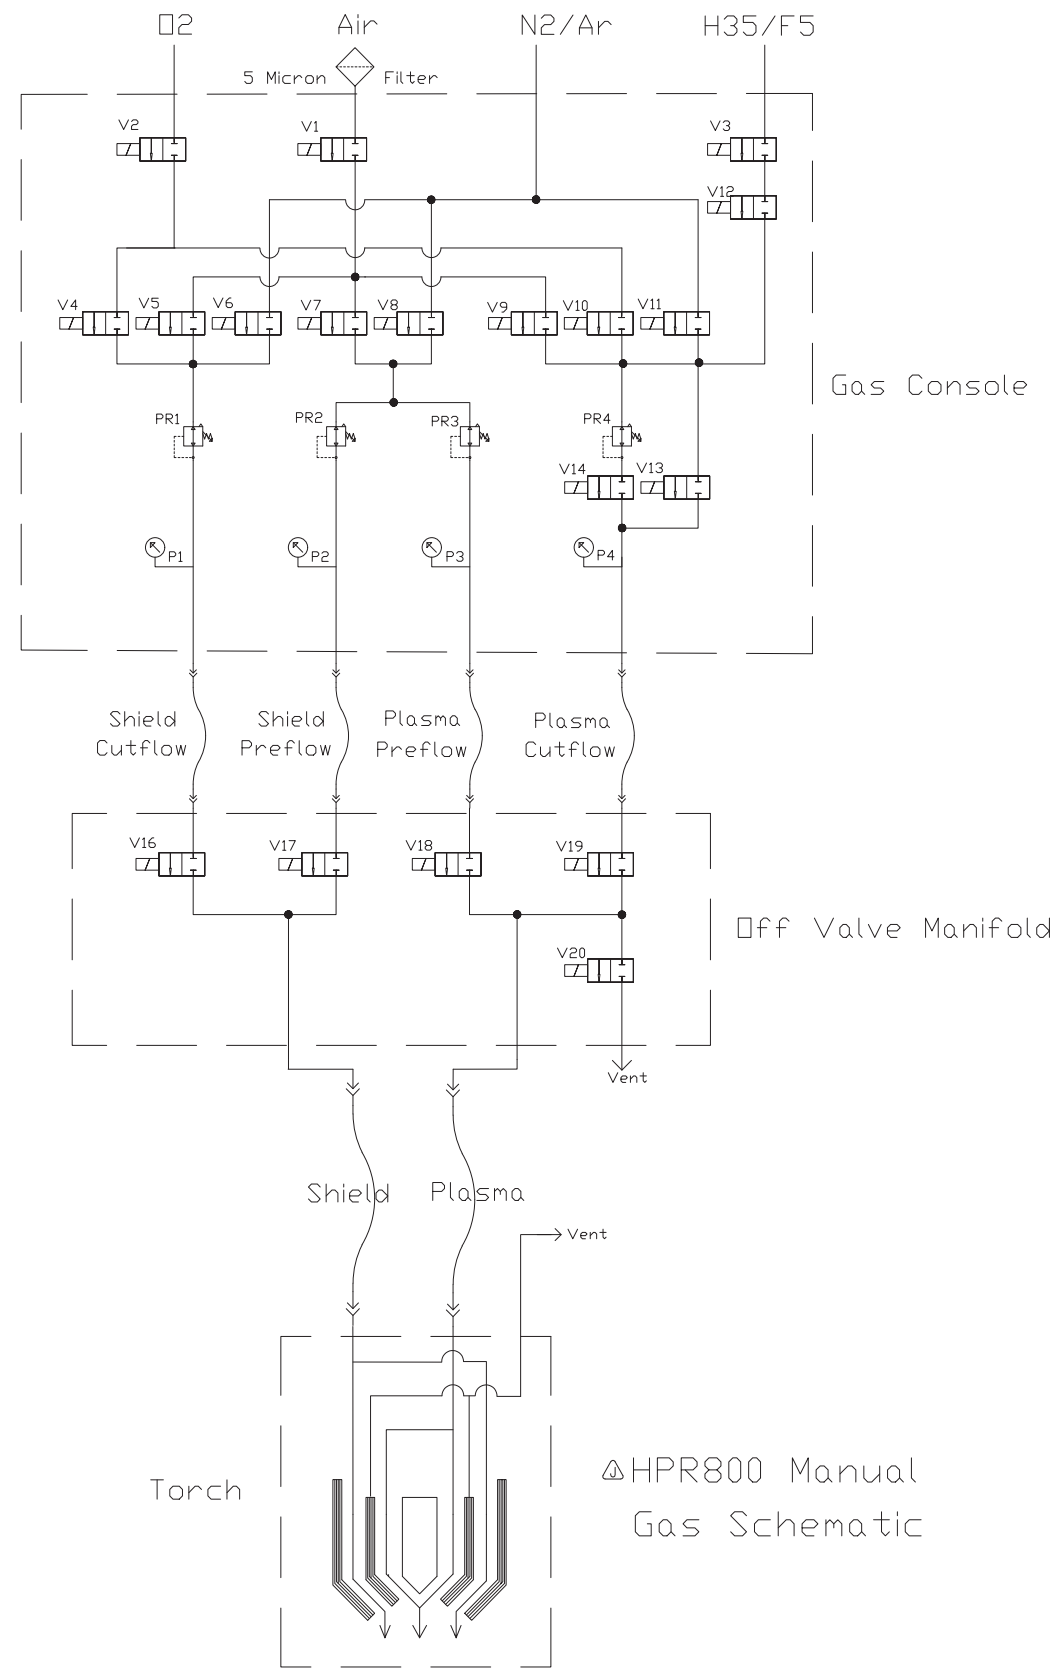 O2 Air N2/Ar H35/F5
5 Micron Filter
V2 V1 V3
V12
V4 V5 V6 V7 V8 V9 V10 V11
Gas Console
PR1 PR2 PR3 PR4
V14 V13
P1 P2 P3 P4
Shield Shield Plasma Plasma
Cutflow Preflow Preflow Cutflow
V16 V17 V18 V19
Off Valve Manifold
V20
Vent
Shield Plasma
Vent
Torch
J HPR800 Manual
Gas Schematic